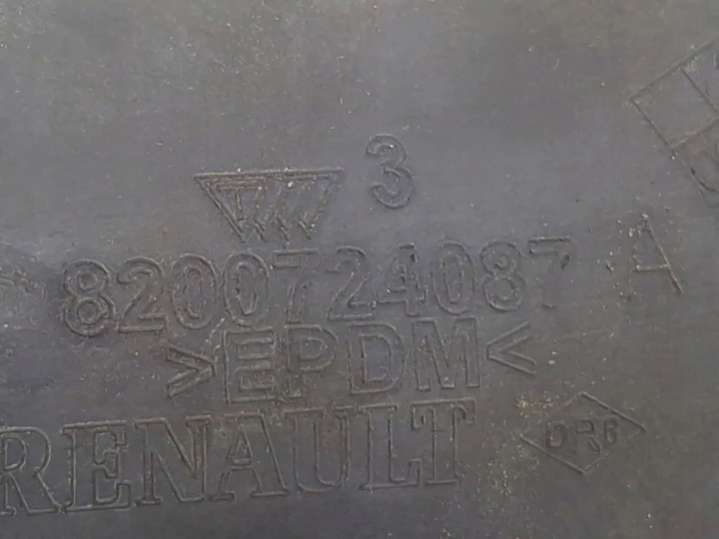 3
8200724087 A
>EPDM<
RENAULT